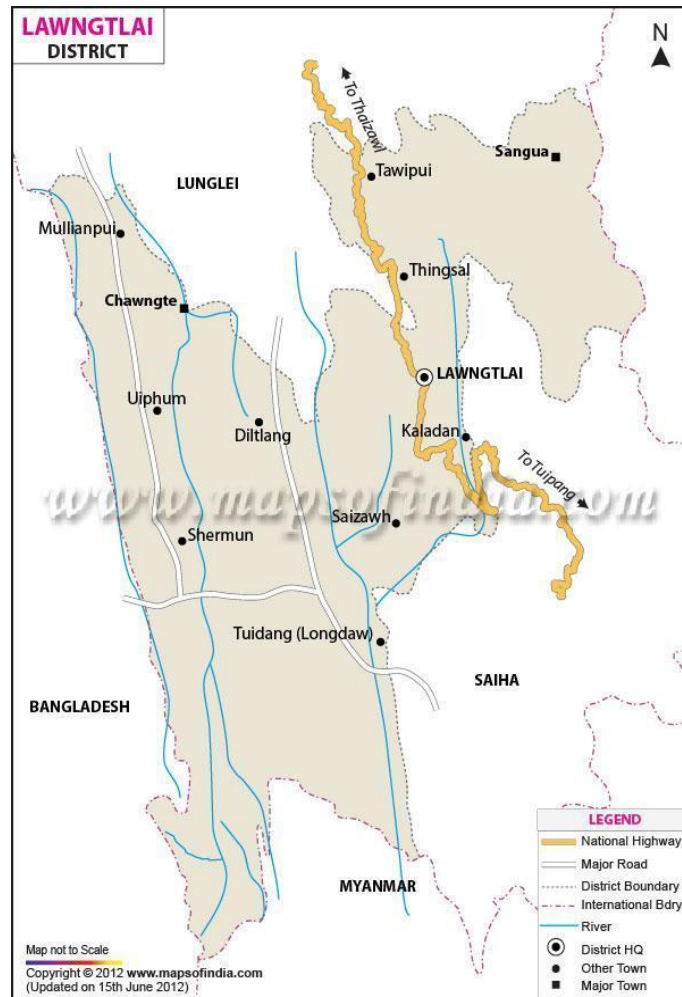 LAWNGTLAI
DISTRICT
N
To Thaizawl
Sangua
Tawipui
LUNGLEI
Mullianpui
Thingsal
Chawngte
LAWNGTLAI
Uiphum
Diltlang
Kaladan
To Tuipang
www.mapsofindia.com
Saizawh
Shermun
Tuidang (Longdaw)
SAIHA
BANGLADESH
MYANMAR
LEGEND
National Highway
Major Road
District Boundary
International Bdry
River
District HQ
Other Town
Major Town
Map not to Scale
Copyright © 2012 www.mapsofindia.com
(Updated on 15th June 2012)